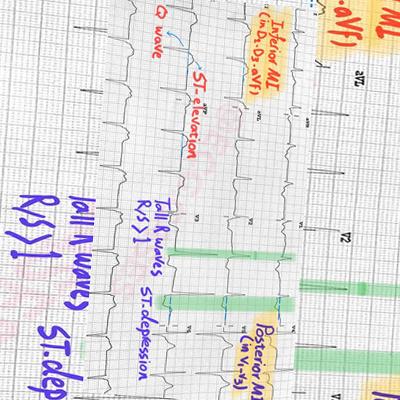 MI
.aVf)
aVL
V2
Inferior MI
(in D2.D3.aVf)
Q wave
ST-elevation
Tall R waves
R/s>1
ST.depression
Posterior MI
(in V1-V3)
Tall R waves
R/S>1
ST.dep